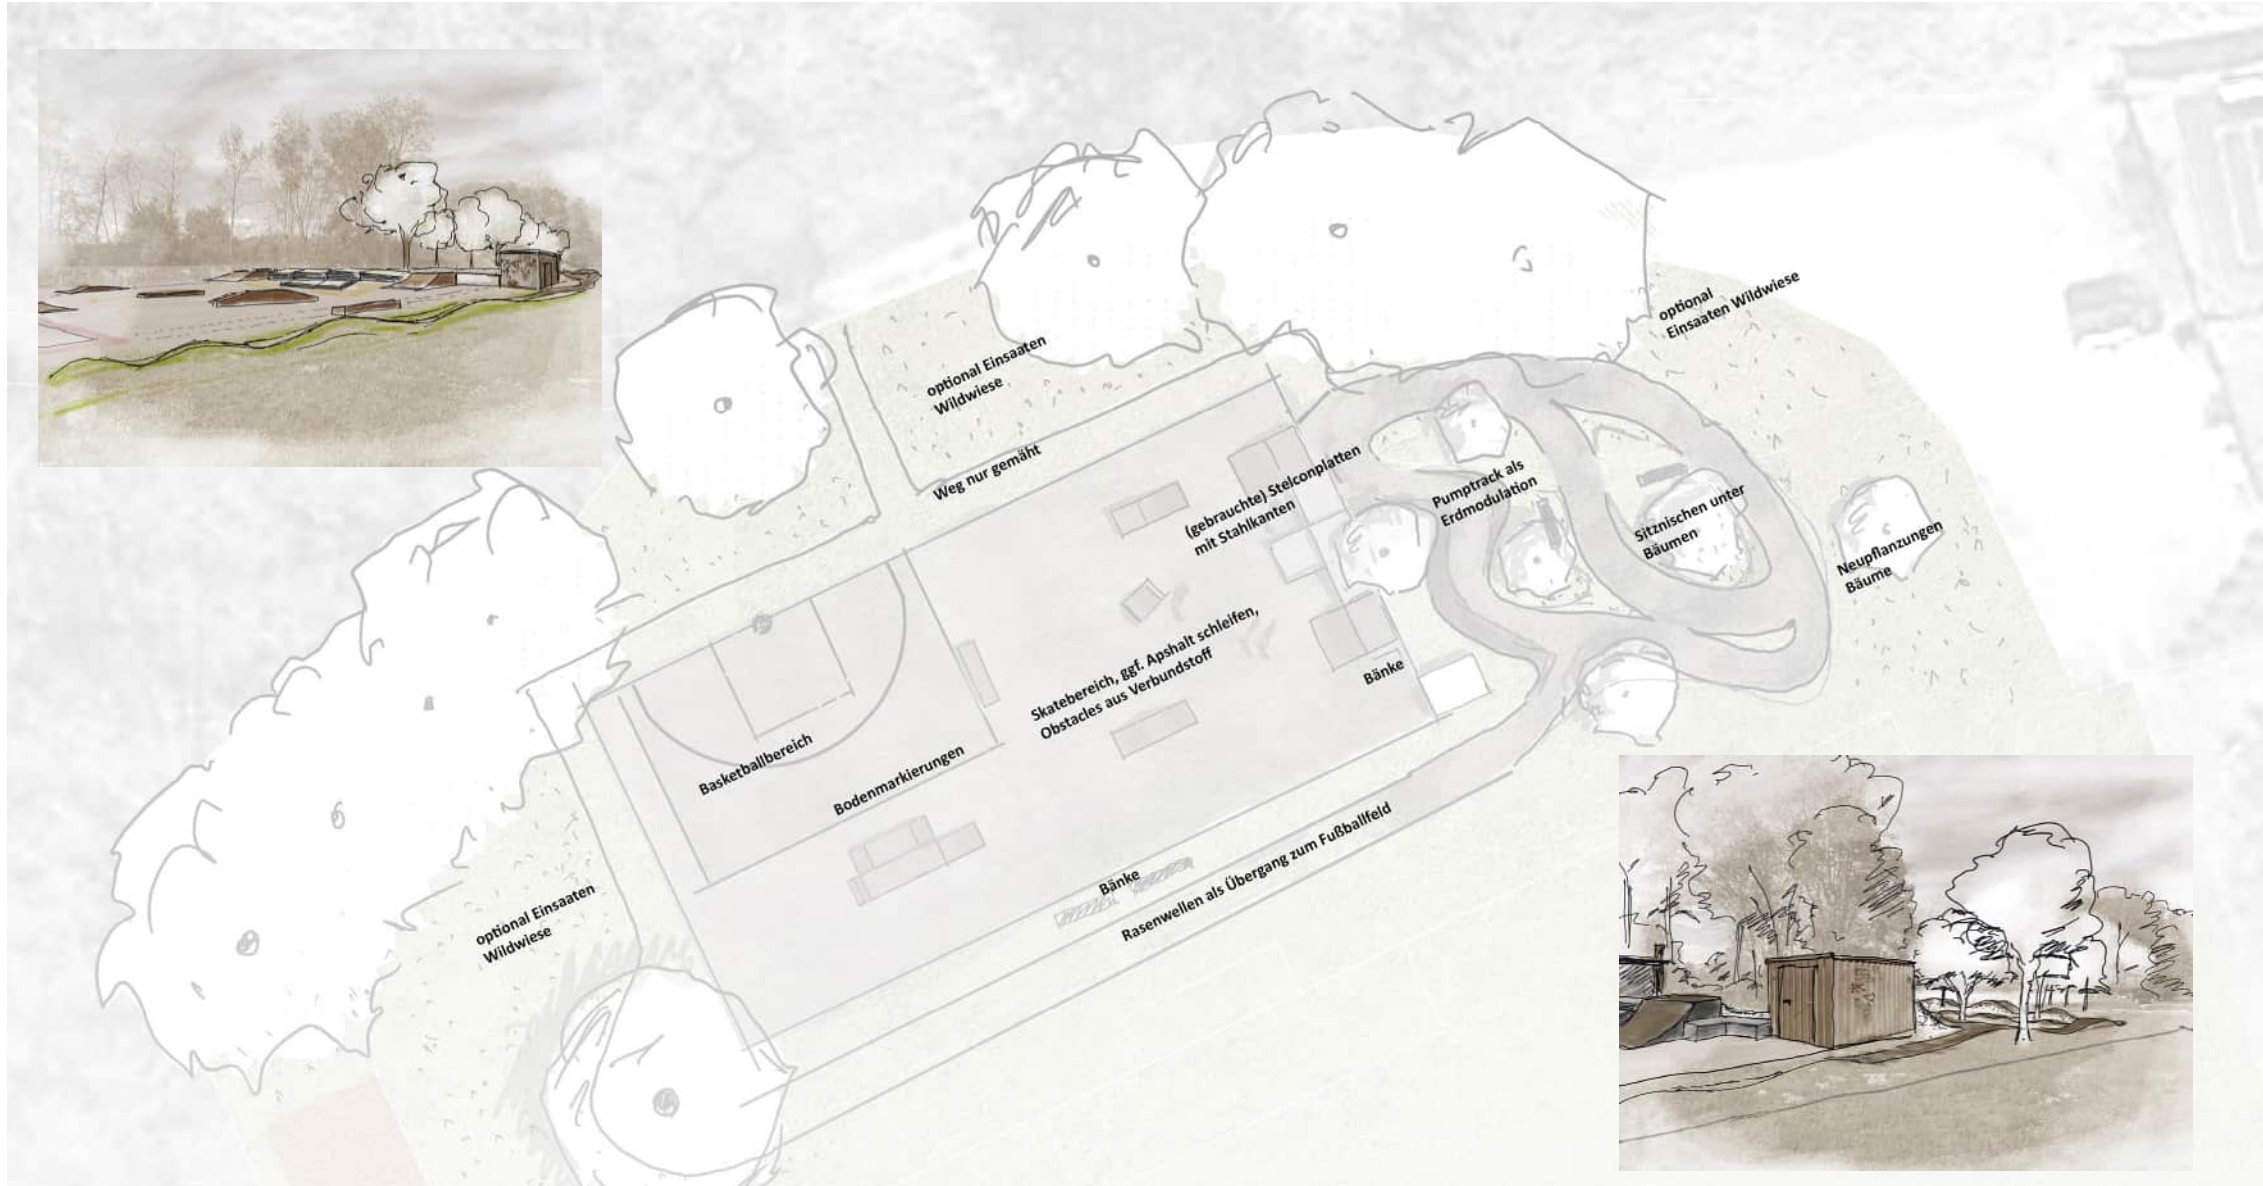 optional
Einsaaten Wildwiese
optional Einsaaten
Wildwiese
Weg nur gemäht
(gebrauchte) Stelconplatten
mit Stahlkanten
Pumptrack als
Erdmodulation
Sitznischen unter
Bäumen
Neupflanzungen
Bäume
Skatebereich, ggf. Apshalt schleifen,
Obstacles aus Verbundstoff
Bänke
Basketballbereich
Bodenmarkierungen
Bänke
Rasenwellen als Übergang zum Fußballfeld
optional Einsaaten
Wildwiese